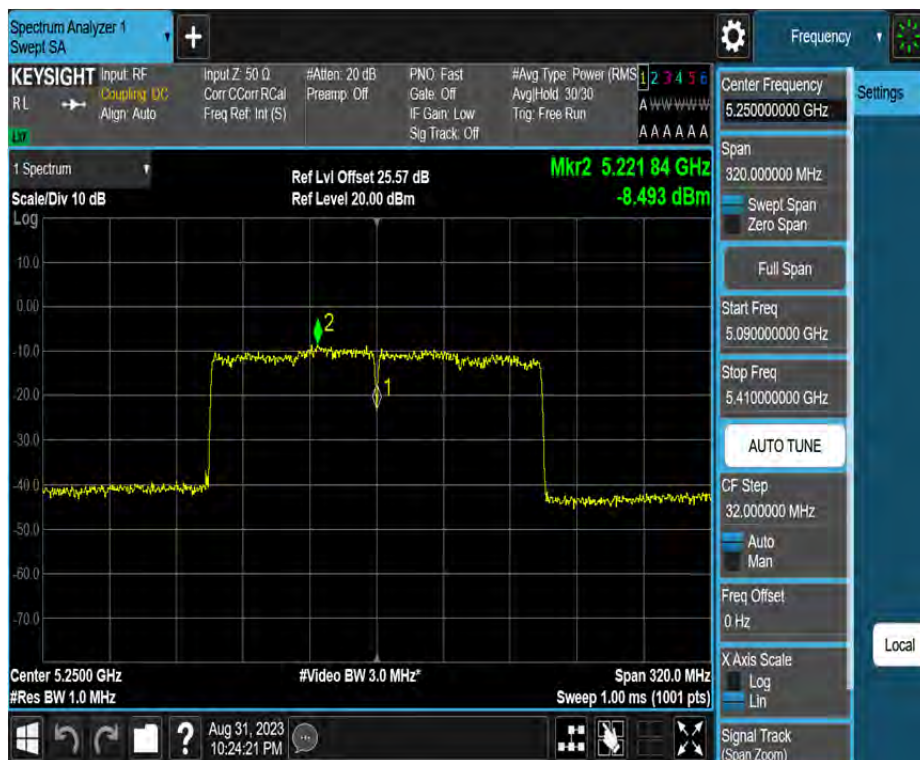 Spectrum Analyzer 1
Swept SA
Frequency
KEYSIGHT
RL
Input: RF
Coupling: DC
Align: Auto
Input Z: 50 Ω
Corr CCorr RCal
Freq Ref: Int (S)
#Atten: 20 dB
Preamp: Off
PNO: Fast
Gate: Off
IF Gain: Low
Sig Track: Off
#Avg Type: Power (RMS
Avg|Hold: 30/30
Trig: Free Run
1 2 3 4 5 6
A W W W W W
A A A A A A
1 Spectrum
Scale/Div 10 dB
Log
Ref Lvl Offset 25.57 dB
Ref Level 20.00 dBm
Mkr2 5.221 84 GHz
-8.493 dBm
10.0
0.00
-10.0
-20.0
-30.0
-40.0
-50.0
-60.0
-70.0
2
1
Center 5.2500 GHz
#Res BW 1.0 MHz
#Video BW 3.0 MHz*
Span 320.0 MHz
Sweep 1.00 ms (1001 pts)
Center Frequency
5.250000000 GHz
Settings
Span
320.000000 MHz
Swept Span
Zero Span
Full Span
Start Freq
5.090000000 GHz
Stop Freq
5.410000000 GHz
AUTO TUNE
CF Step
32.000000 MHz
Auto
Man
Freq Offset
0 Hz
X Axis Scale
Log
Lin
Local
Signal Track
(Span Zoom)
?
Aug 31, 2023
10:24:21 PM